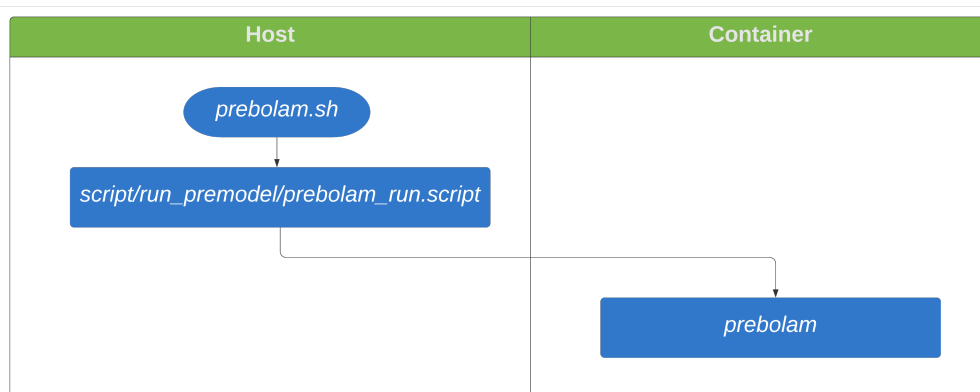 Host
Container
prebolam.sh
script/run_premodel/prebolam_run.script
prebolam